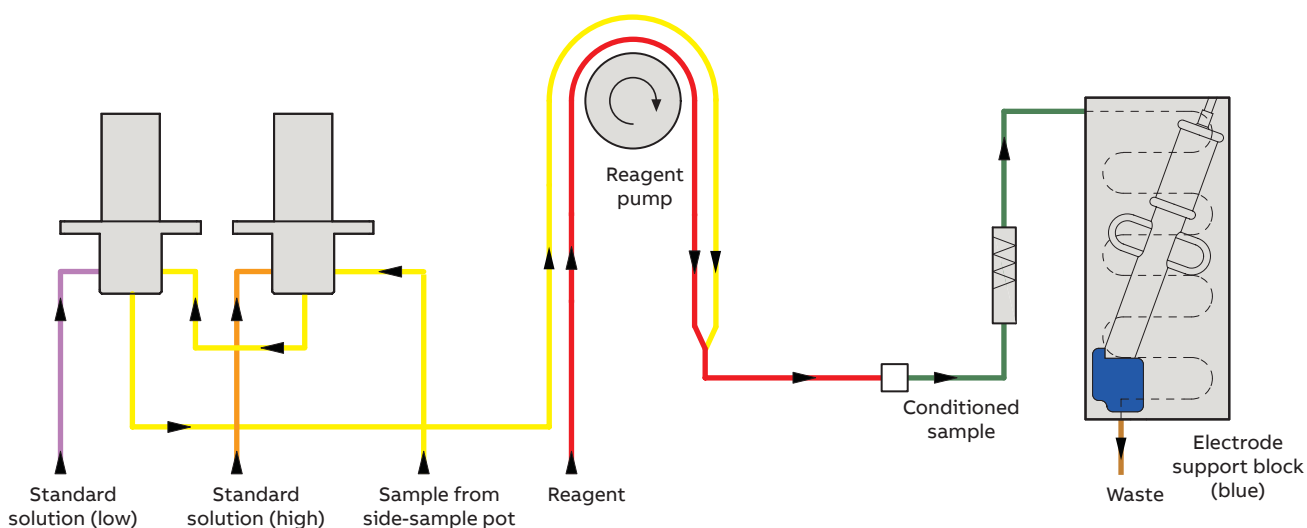 Reagent
pump
Conditioned
sample
Electrode
support block
(blue)
Standard
solution (low)
Standard
solution (high)
Sample from
side-sample pot
Reagent
Waste